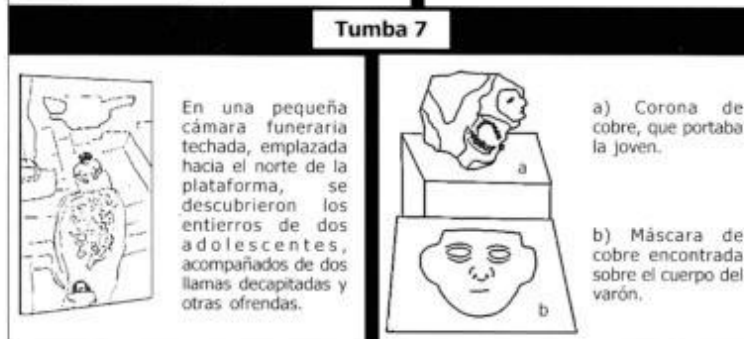 Tumba 7
En una pequeña
cámara funeraria
techada, emplazada
hacia el norte de la
plataforma, se
descubrieron los
entierros de dos
adolescentes,
acompañados de dos
llamas decapitadas y
otras ofrendas.
a
b
a) Corona de
cobre, que portaba
la joven.
b) Máscara de
cobre encontrada
sobre el cuerpo del
varón.